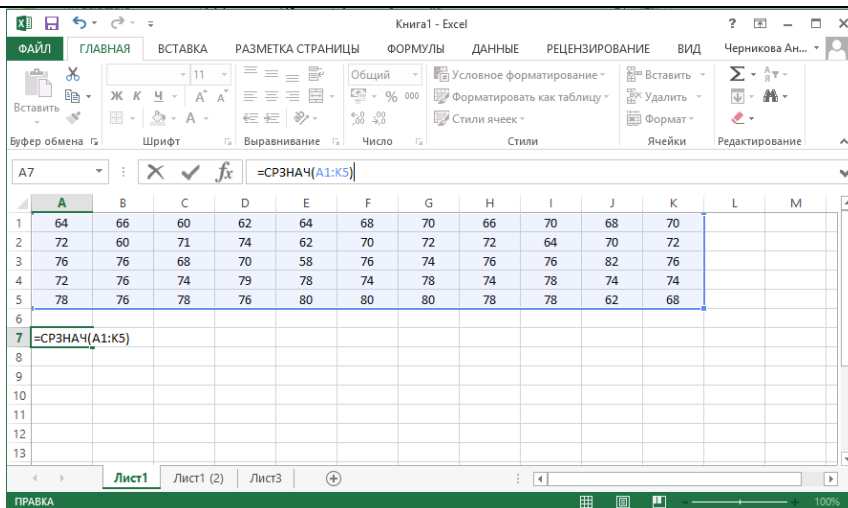 Книга1 - Excel
ФАЙЛ ГЛАВНАЯ ВСТАВКА РАЗМЕТКА СТРАНИЦЫ ФОРМУЛЫ ДАННЫЕ РЕЦЕНЗИРОВАНИЕ ВИД Черникова Ан...
Вставить
11
Ж К Ч А А
А
Общий
% 000
Условное форматирование
Форматировать как таблицу
Стили ячеек
Вставить
Удалить
Формат
Σ
Буфер обмена Шрифт Выравнивание Число Стили Ячейки Редактирование
A7 fx =СРЗНАЧ(A1:K5)
A B C D E F G H I J K L M
1 64 66 60 62 64 68 70 66 70 68 70
2 72 60 71 74 62 70 72 72 64 70 72
3 76 76 68 70 58 76 74 76 76 82 76
4 72 76 74 79 78 74 78 74 78 74 74
5 78 76 78 76 80 80 80 78 78 62 68
6
7 =СРЗНАЧ(A1:K5)
8
9
10
11
12
13
Лист1 Лист1 (2) Лист3
ПРАВКА 100%